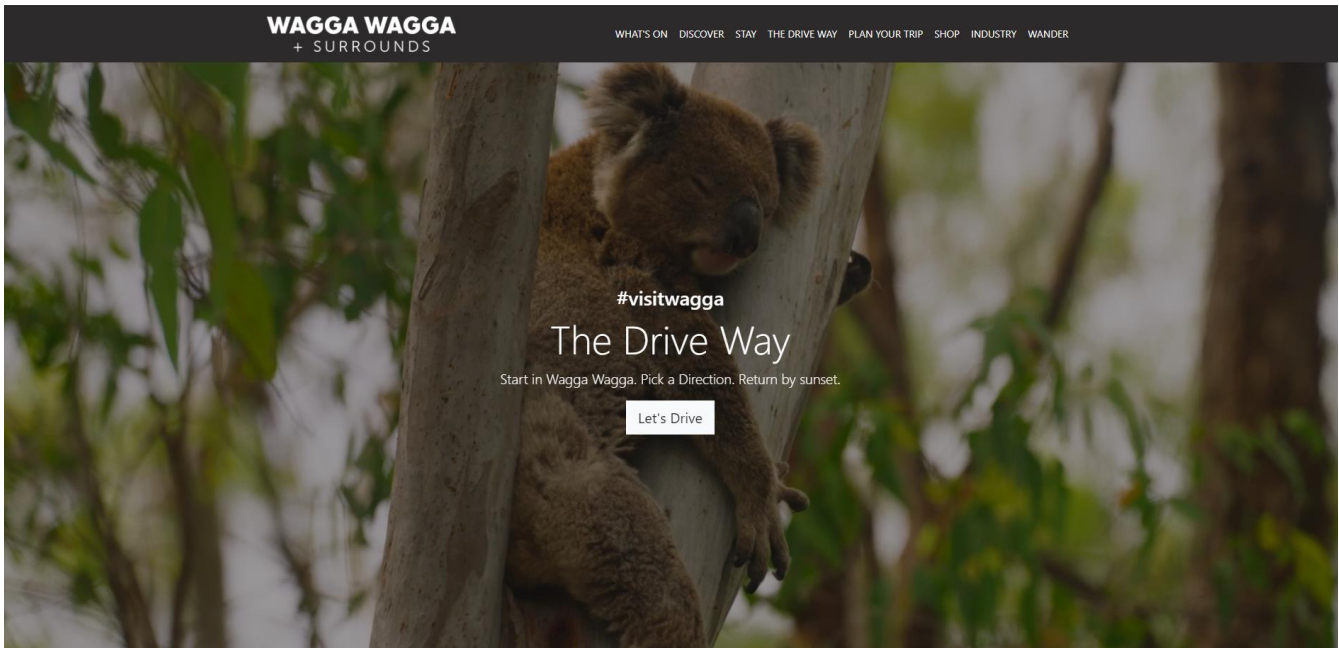 WAGGA WAGGA
+ SURROUNDS
WHAT'S ON DISCOVER STAY THE DRIVE WAY PLAN YOUR TRIP SHOP INDUSTRY WANDER
#visitwagga
The Drive Way
Start in Wagga Wagga. Pick a Direction. Return by sunset.
Let's Drive